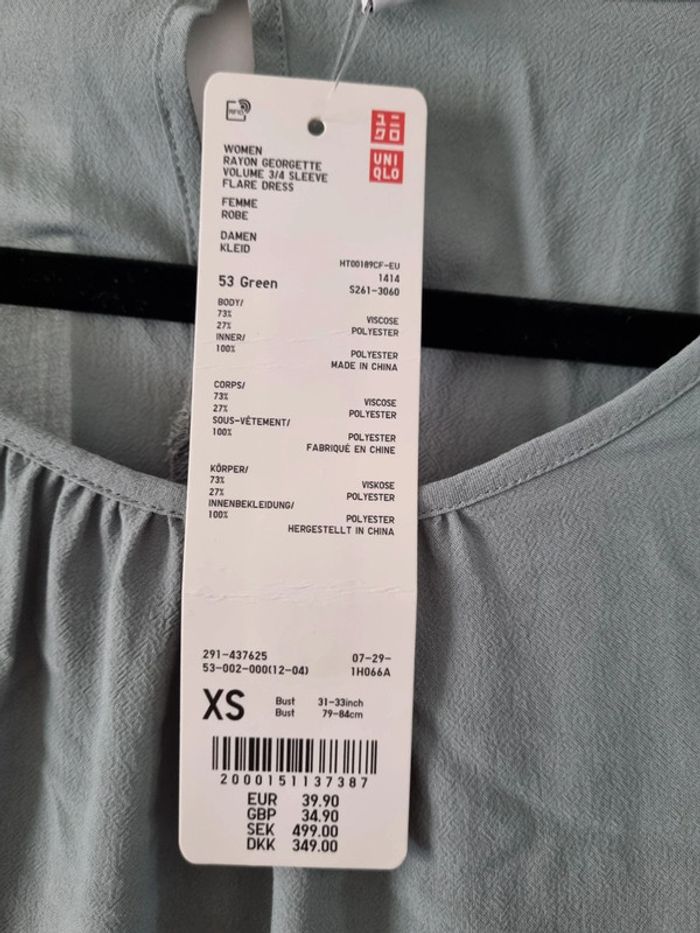 RFID
ユニ
クロ
UNI
QLO
WOMEN
RAYON GEORGETTE
VOLUME 3/4 SLEEVE
FLARE DRESS
FEMME
ROBE
DAMEN
KLEID
HT00189CF-EU
53 Green 1414
S261-3060
BODY/
73% VISCOSE
27% POLYESTER
INNER/
100% POLYESTER
MADE IN CHINA
CORPS/
73% VISCOSE
27% POLYESTER
SOUS-VÊTEMENT/
100% POLYESTER
FABRIQUÉ EN CHINE
KÖRPER/
73% VISKOSE
27% POLYESTER
INNENBEKLEIDUNG/
100% POLYESTER
HERGESTELLT IN CHINA
291-437625 07-29-
53-002-000(12-04) 1H066A
XS
Bust 31-33inch
Bust 79-84cm
2000151137387
EUR 39.90
GBP 34.90
SEK 499.00
DKK 349.00